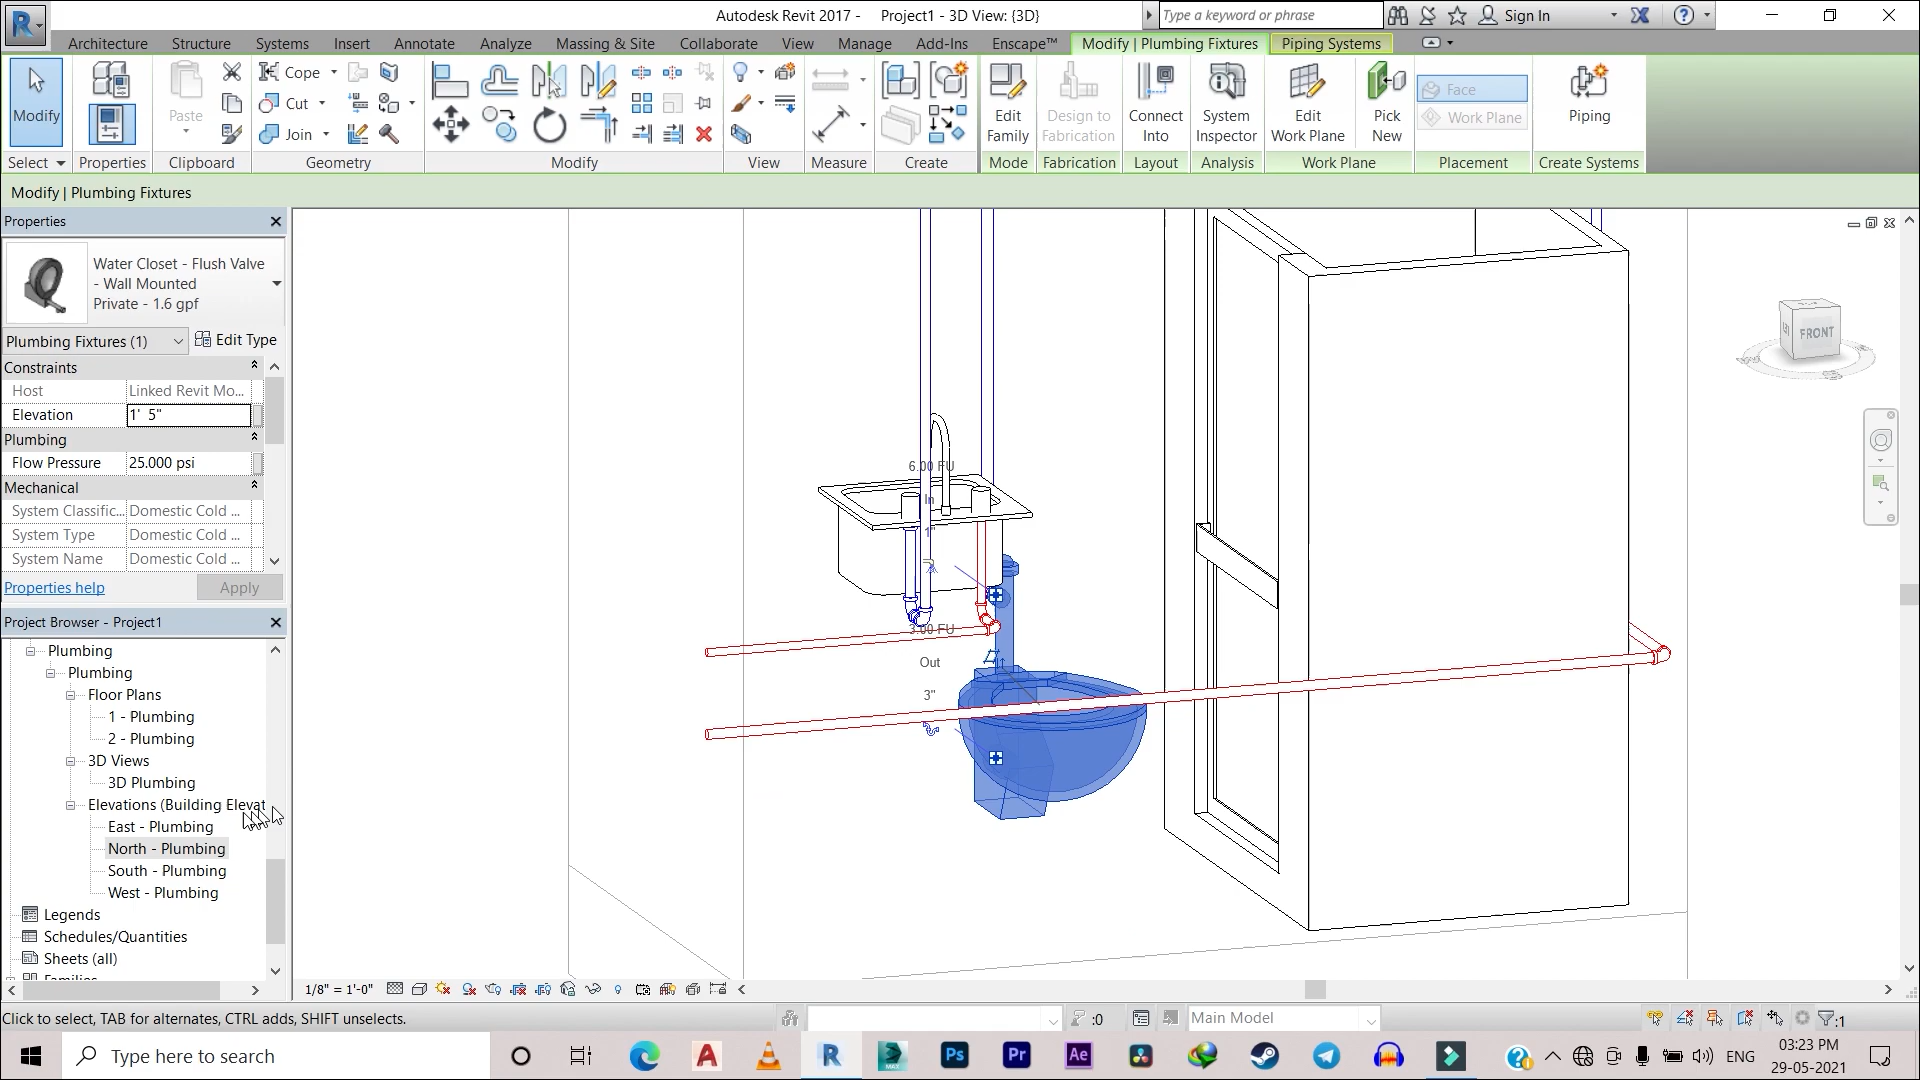 Autodesk Revit 2017 -     Project1 - 3D View: {3D}
Type a keyword or phrase
Sign In
Architecture
Structure
Systems
Insert
Annotate
Analyze
Massing & Site
Collaborate
View
Manage
Add-Ins
Enscape™
Modify | Plumbing Fixtures
Piping Systems
Modify
Paste
Cope
Cut
Join
Edit
Family
Design to
Fabrication
Connect
Into
System
Inspector
Edit
Work Plane
Pick
New
Face
Work Plane
Piping
Select
Properties
Clipboard
Geometry
Modify
View
Measure
Create
Mode
Fabrication
Layout
Analysis
Work Plane
Placement
Create Systems
Modify | Plumbing Fixtures
Properties
Water Closet - Flush Valve
- Wall Mounted
Private - 1.6 gpf
Plumbing Fixtures (1)
Edit Type
Constraints
Host
Linked Revit Mo...
Elevation
1'  5"
Plumbing
Flow Pressure
25.000 psi
Mechanical
System Classific...
Domestic Cold ...
System Type
Domestic Cold ...
System Name
Domestic Cold ...
Properties help
Apply
Project Browser - Project1
Plumbing
Plumbing
Floor Plans
1 - Plumbing
2 - Plumbing
3D Views
3D Plumbing
Elevations (Building Elevat
East - Plumbing
North - Plumbing
South - Plumbing
West - Plumbing
Legends
Schedules/Quantities
Sheets (all)
6.00 FU
In
1"
3.00 FU
Out
3"
FRONT
1/8" = 1'-0"
Click to select, TAB for alternates, CTRL adds, SHIFT unselects.
:0
Main Model
:1
Type here to search
ENG
03:23 PM
29-05-2021